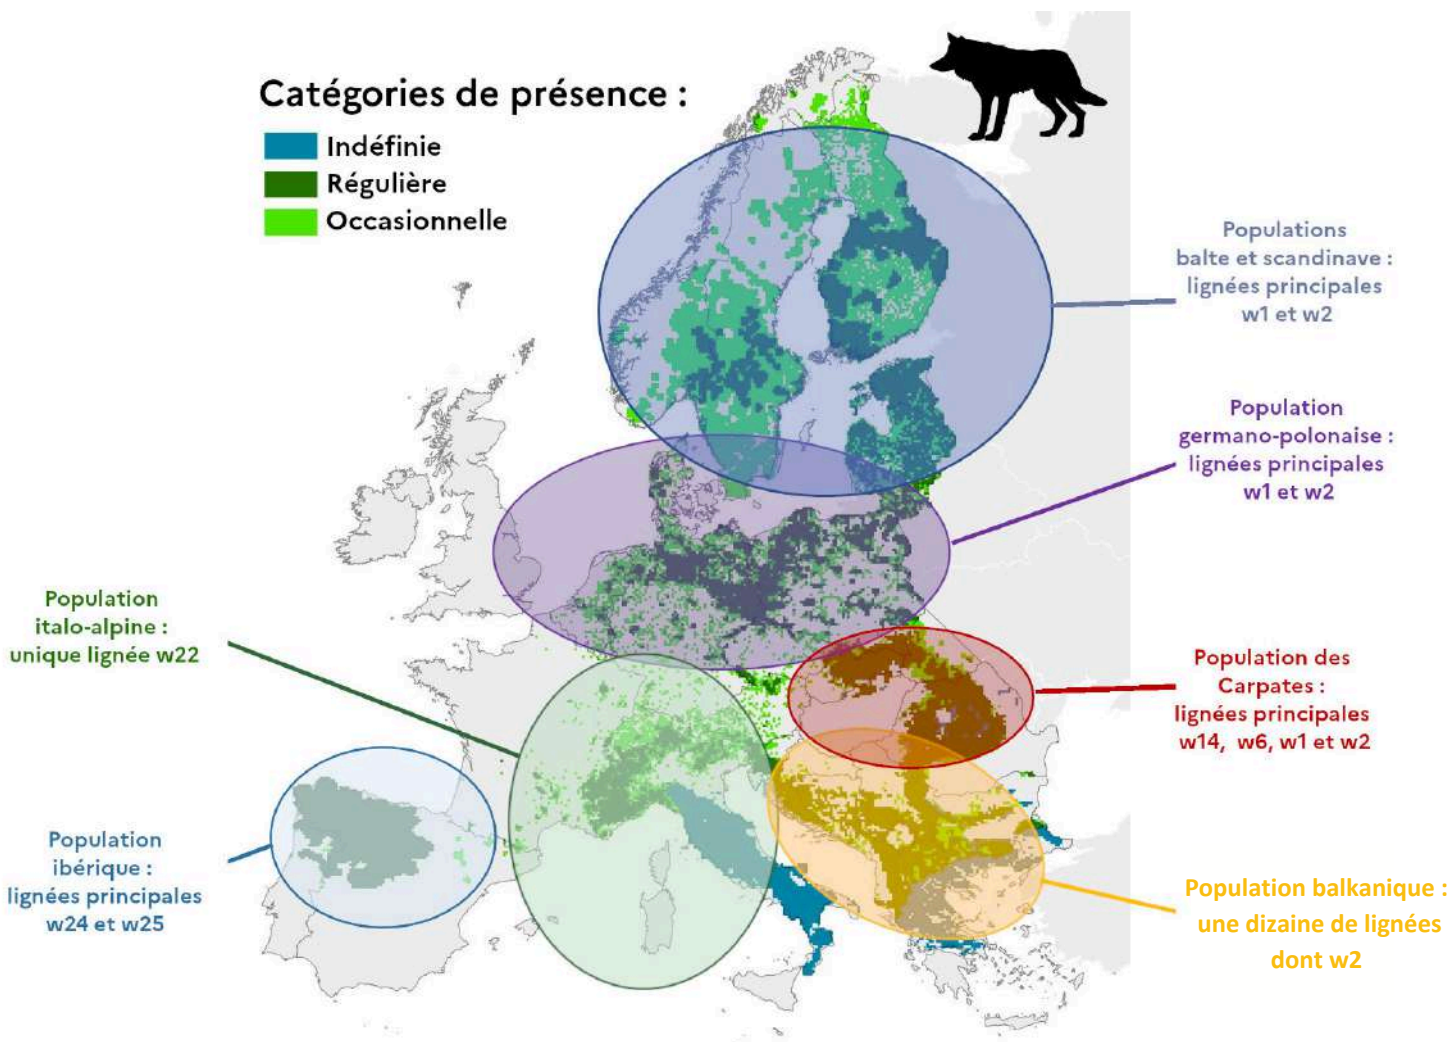 Catégories de présence :
Indéfinie
Régulière
Occasionnelle
Populations
balte et scandinave :
lignées principales
w1 et w2
Population
germano-polonaise :
lignées principales
w1 et w2
Population
italo-alpine :
unique lignée w22
Population des
Carpates :
lignées principales
w14, w6, w1 et w2
Population
ibérique :
lignées principales
w24 et w25
Population balkanique :
une dizaine de lignées
dont w2